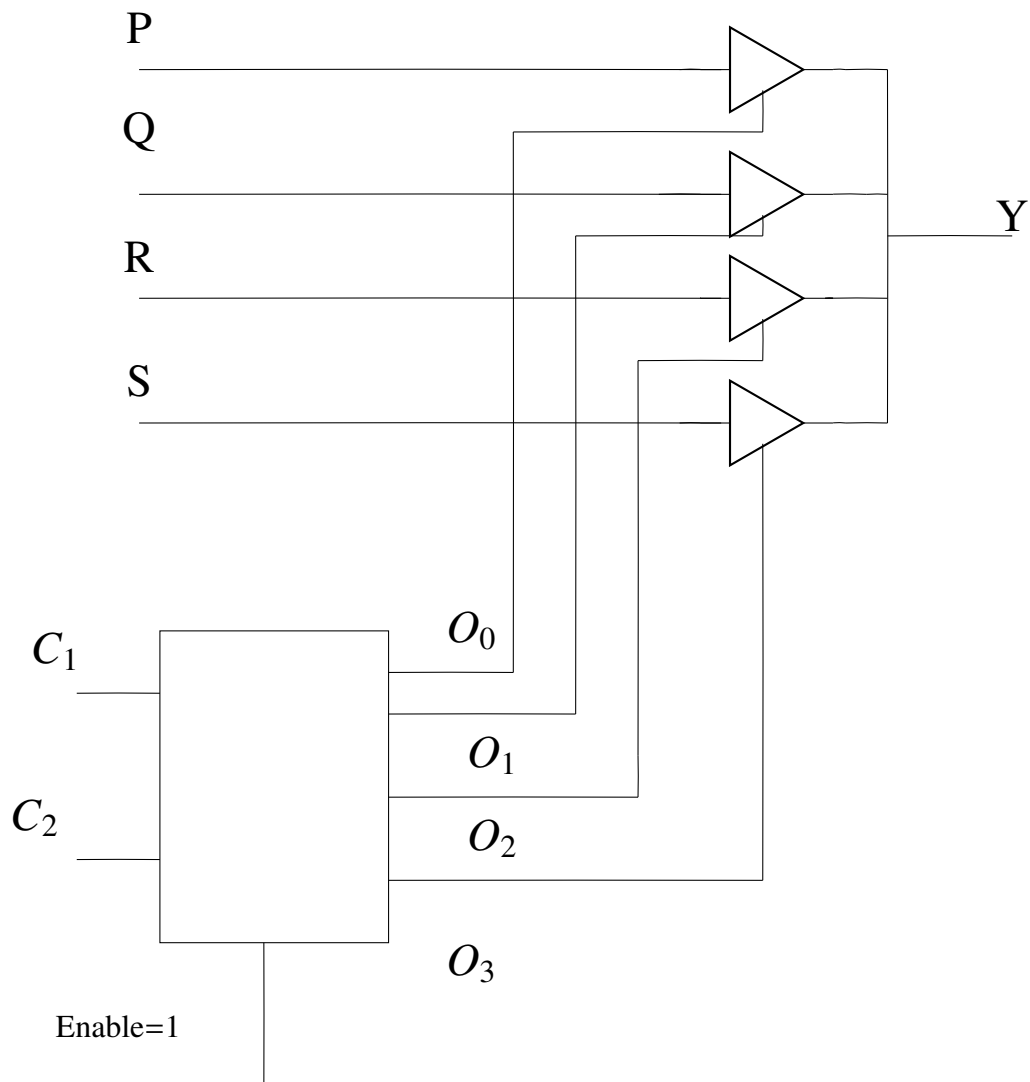 P
Q
Y
R
S
O₀
C₁
O₁
C₂
O₂
O₃
Enable=1